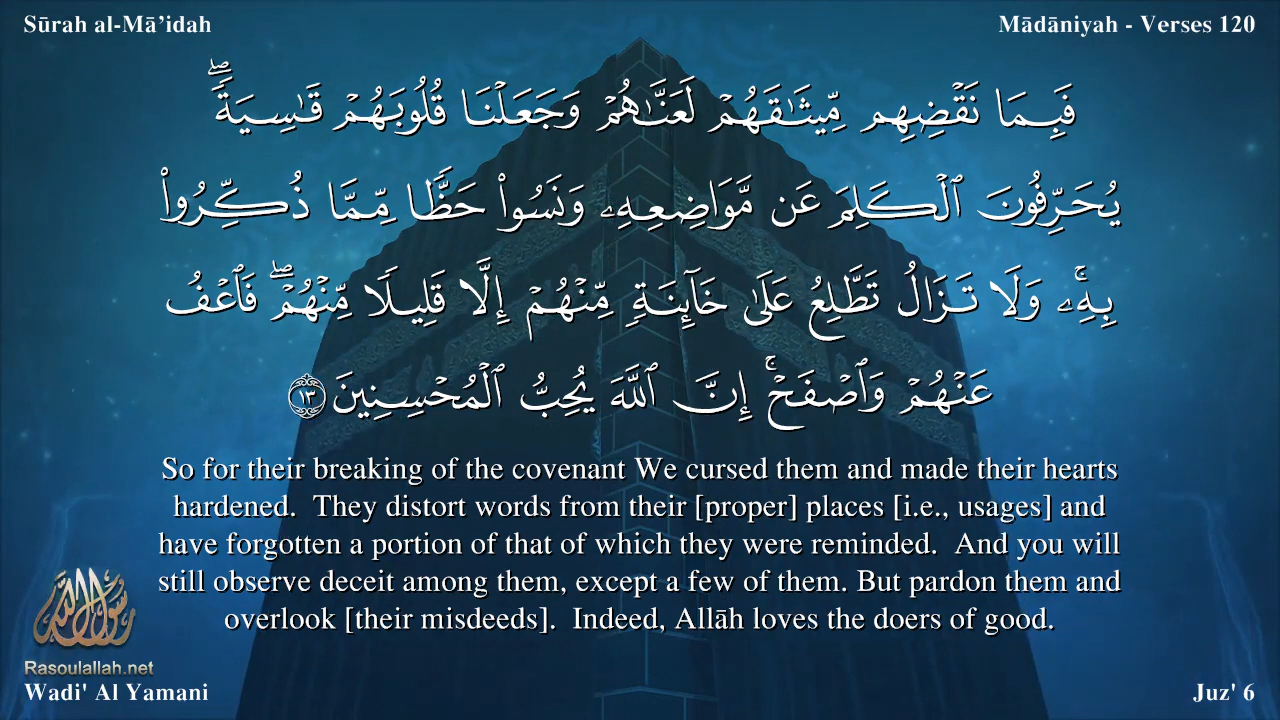 Sūrah al-Mā’idah
Mādāniyah - Verses 120
فَبِمَا نَقْضِهِم مِّيثَـٰقَهُمْ لَعَنَّـٰهُمْ وَجَعَلْنَا قُلُوبَهُمْ قَـٰسِيَةًۖ
يُحَرِّفُونَ ٱلْكَلِمَ عَن مَّوَاضِعِهِۦ وَنَسُوا۟ حَظًّا مِّمَّا ذُكِّرُوا۟
بِهِۦۚ وَلَا تَزَالُ تَطَّلِعُ عَلَىٰ خَآئِنَةٍ مِّنْهُمْ إِلَّا قَلِيلًا مِّنْهُمْۖ فَٱعْفُ
عَنْهُمْ وَٱصْفَحْۚ إِنَّ ٱللَّهَ يُحِبُّ ٱلْمُحْسِنِينَ ١٣
So for their breaking of the covenant We cursed them and made their hearts
hardened.  They distort words from their [proper] places [i.e., usages] and
have forgotten a portion of that of which they were reminded.  And you will
still observe deceit among them, except a few of them. But pardon them and
overlook [their misdeeds].  Indeed, Allāh loves the doers of good.
رسول الله
Rasoulallah.net
Wadi' Al Yamani
Juz' 6